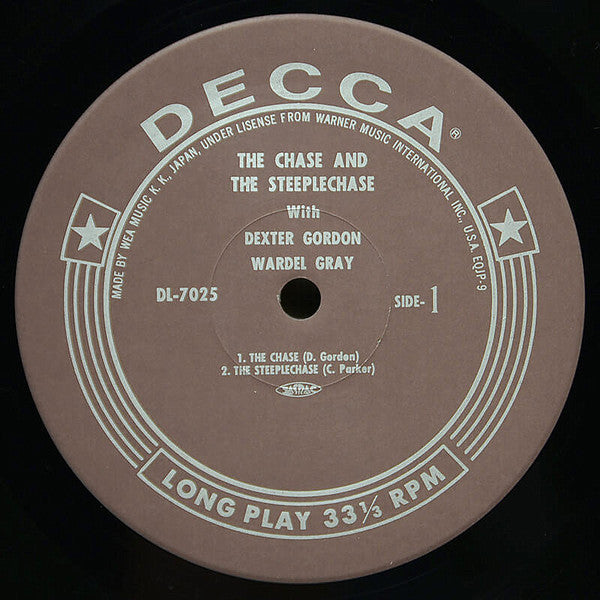 DECCA®
MADE BY WEA MUSIC K. K., JAPAN, UNDER LISENSE FROM WARNER MUSIC INTERNATIONAL INC., U.S.A. EQJP-9
THE CHASE AND
THE STEEPLECHASE
With
DEXTER GORDON
WARDEL GRAY
DL-7025
SIDE-1
1. THE CHASE (D. Gordon)
2. THE STEEPLECHASE (C. Parker)
JASRAC
LONG PLAY 33⅓ RPM